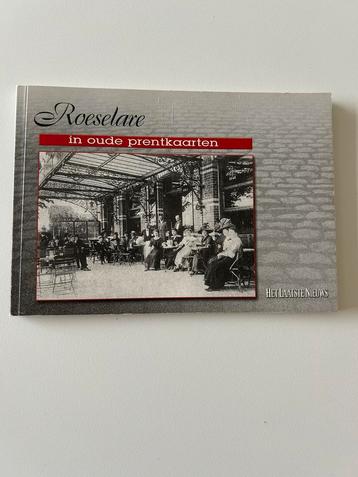 Roeselare
in oude prentkaarten
HET LAATSTE NIEUWS